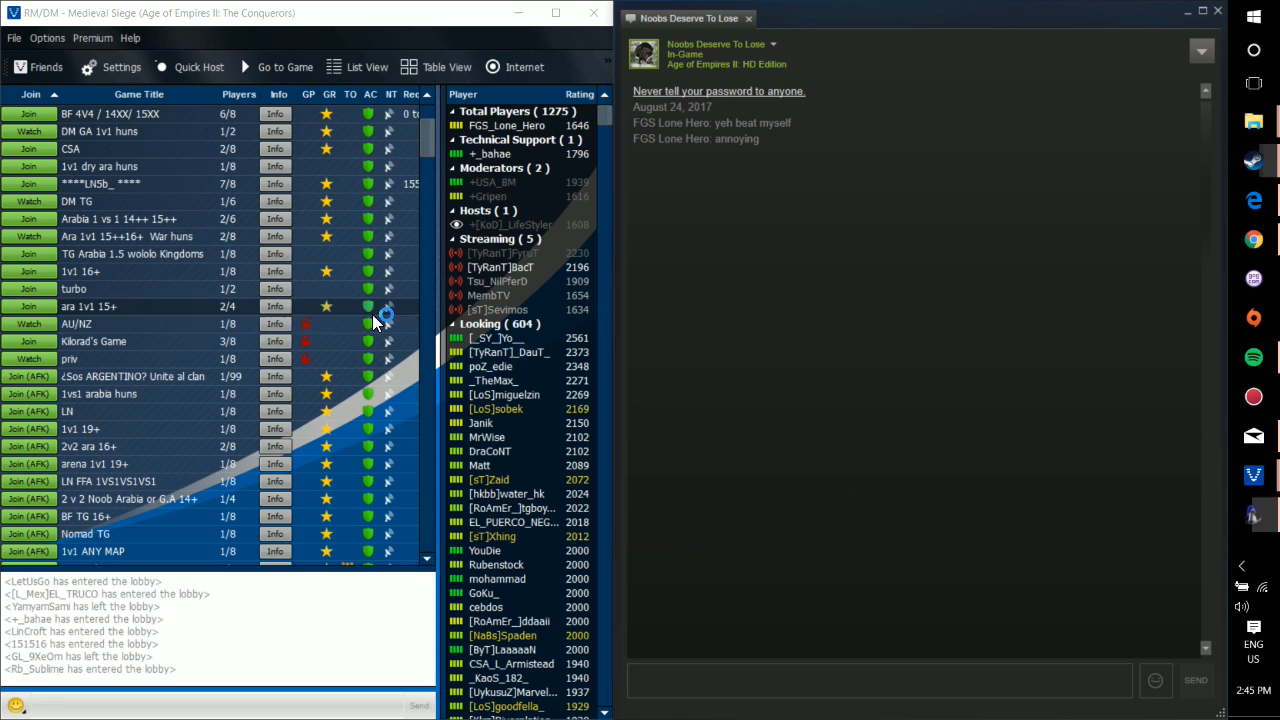 RM/DM - Medieval Siege (Age of Empires II: The Conquerors)
File Options Premium Help
Friends Settings Quick Host Go to Game List View Table View Internet »
Join Game Title Players Info GP GR TO AC NT Rec
Join BF 4V4 / 14XX/ 15XX 6/8 Info 0 to
Watch DM GA 1v1 huns 1/2 Info
Join CSA 2/8 Info
Join 1v1 dry ara huns 1/8 Info
Join ****LN5b_ **** 7/8 Info 155
Watch DM TG 1/6 Info
Join Arabia 1 vs 1 14++ 15++ 2/6 Info
Watch Ara 1v1 15++16+ War huns 2/8 Info
Join TG Arabia 1.5 wololo Kingdoms 1/8 Info
Join 1v1 16+ 1/8 Info
Join turbo 1/2 Info
Join ara 1v1 15+ 2/4 Info
Watch AU/NZ 1/8 Info
Join Kilorad's Game 3/8 Info
Watch priv 1/8 Info
Join (AFK) ¿Sos ARGENTINO? Unite al clan 1/99 Info
Join (AFK) 1vs1 arabia huns 1/8 Info
Join (AFK) LN 1/8 Info
Join (AFK) 1v1 19+ 1/8 Info
Join (AFK) 2v2 ara 16+ 2/8 Info
Join (AFK) arena 1v1 19+ 1/8 Info
Join (AFK) LN FFA 1VS1VS1VS1 1/8 Info
Join (AFK) 2 v 2 Noob Arabia or G.A 14+ 1/4 Info
Join (AFK) BF TG 16+ 1/8 Info
Join (AFK) Nomad TG 1/8 Info
Join (AFK) 1v1 ANY MAP 1/8 Info
<LetUsGo has entered the lobby>
<[L_Mex]EL_TRUCO has entered the lobby>
<YamyamSami has left the lobby>
<+_bahae has entered the lobby>
<LinCroft has entered the lobby>
<151516 has entered the lobby>
<GL_9XeOm has left the lobby>
<Rb_Sublime has entered the lobby>
Send
Player Rating
Total Players ( 1275 )
FGS_Lone_Hero 1646
Technical Support ( 1 )
+_bahae 1796
Moderators ( 2 )
+USA_BM 1939
+Gripen 1616
Hosts ( 1 )
+[KoD]_LifeStyler 1608
Streaming ( 5 )
[TyRanT]FyruT 2230
[TyRanT]BacT 2196
Tsu_NilPferD 1909
MembTV 1654
[sT]Sevimos 1634
Looking ( 604 )
[_SY_]Yo__ 2561
[TyRanT]_DauT_ 2373
poZ_edie 2348
_TheMax_ 2271
[LoS]miguelzin 2269
[LoS]sobek 2169
Janik 2150
MrWise 2102
DraCoNT 2102
Matt 2089
[sT]Zaid 2072
[hkbb]water_hk 2024
[RoAmEr_]tgboy... 2022
EL_PUERCO_NEG... 2018
[sT]Xhing 2012
YouDie 2000
Rubenstock 2000
mohammad 2000
GoKu_ 2000
cebdos 2000
[RoAmEr_]ddaaii 2000
[NaBs]Spaden 2000
[ByT]LaaaaaN 2000
CSA_L_Armistead 1940
_KaoS_182_ 1940
[UykusuZ]Marvel... 1937
[LoS]goodfella_ 1929
Noobs Deserve To Lose
Noobs Deserve To Lose
In-Game
Age of Empires II: HD Edition
Never tell your password to anyone.
August 24, 2017
FGS Lone Hero: yeh beat myself
FGS Lone Hero: annoying
SEND
GOG
COM
ENG
US
2:45 PM